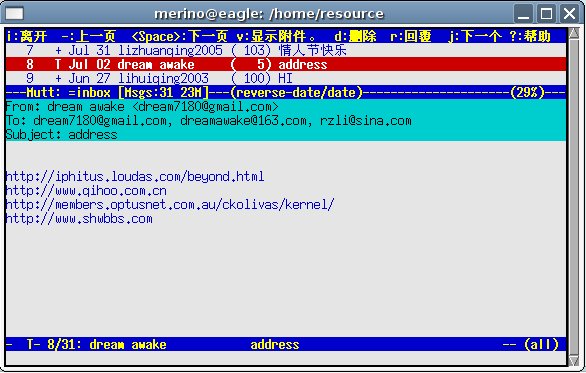 merino@eagle: /home/resource
i:离开 -:上一页 <Space>:下一页 v:显示附件。 d:删除 r:回覆 j:下一个 ?:帮助
7 + Jul 31 lizhuanqing2005 ( 103) 情人节快乐
8 T Jul 02 dream awake ( 5) address
9 + Jun 27 lihuiqing2003 ( 100) HI
---Mutt: =inbox [Msgs:31 23M]---(reverse-date/date)--------------------(29%)---
From: dream awake <dream7180@gmail.com>
To: dream7180@gmail.com, dreamawake@163.com, rzli@sina.com
Subject: address
http://iphitus.loudas.com/beyond.html
http://www.qihoo.com.cn
http://members.optusnet.com.au/ckolivas/kernel/
http://www.shwbbs.com
- T- 8/31: dream awake address -- (all)